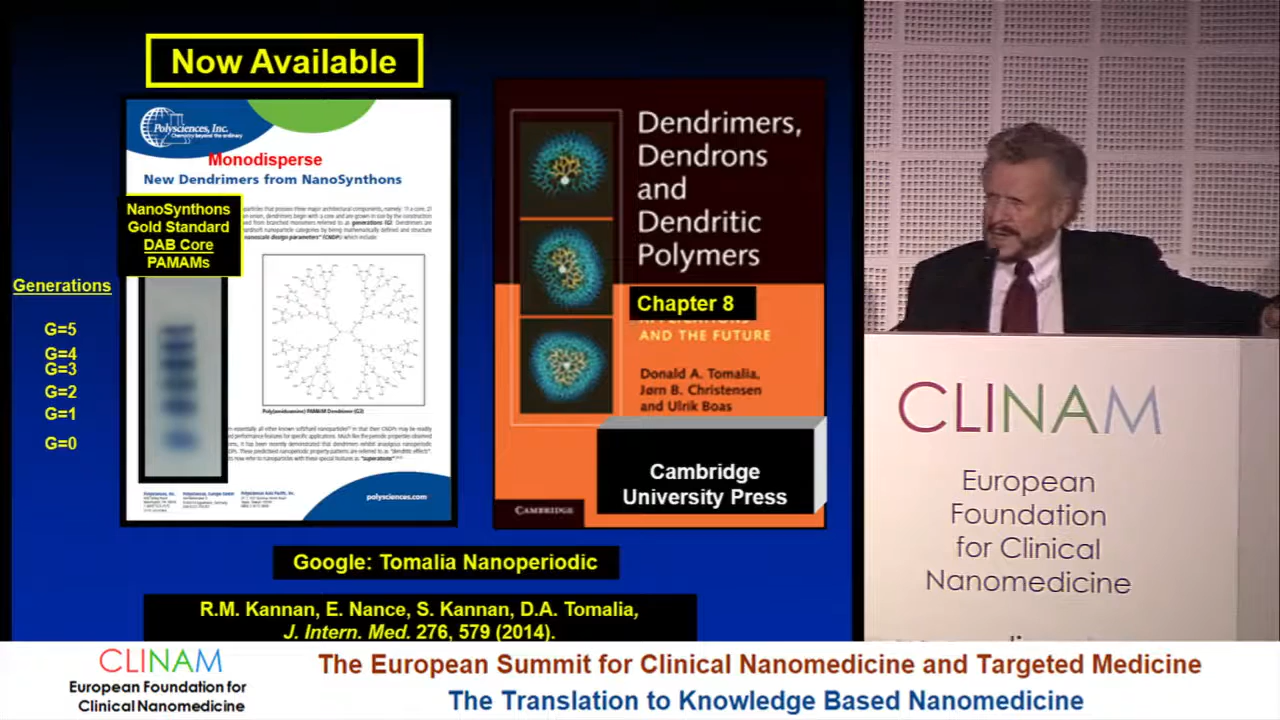 Now Available
Polysciences, Inc.
Chemistry beyond the ordinary
Monodisperse
New Dendrimers from NanoSynthons
NanoSynthons
Gold Standard
DAB Core
PAMAMs
Generations
G=5
G=4
G=3
G=2
G=1
G=0
Poly(amidoamine) PAMAM Dendrimer (G3)
polysciences.com
Dendrimers,
Dendrons
and
Dendritic
Polymers
Chapter 8
AND THE FUTURE
Donald A. Tomalia,
Jørn B. Christensen
and Ulrik Boas
Cambridge
University Press
CAMBRIDGE
Google: Tomalia Nanoperiodic
R.M. Kannan, E. Nance, S. Kannan, D.A. Tomalia,
J. Intern. Med. 276, 579 (2014).
CLINAM
European
Foundation
for Clinical
Nanomedicine
CLINAM
European Foundation for
Clinical Nanomedicine
The European Summit for Clinical Nanomedicine and Targeted Medicine
The Translation to Knowledge Based Nanomedicine